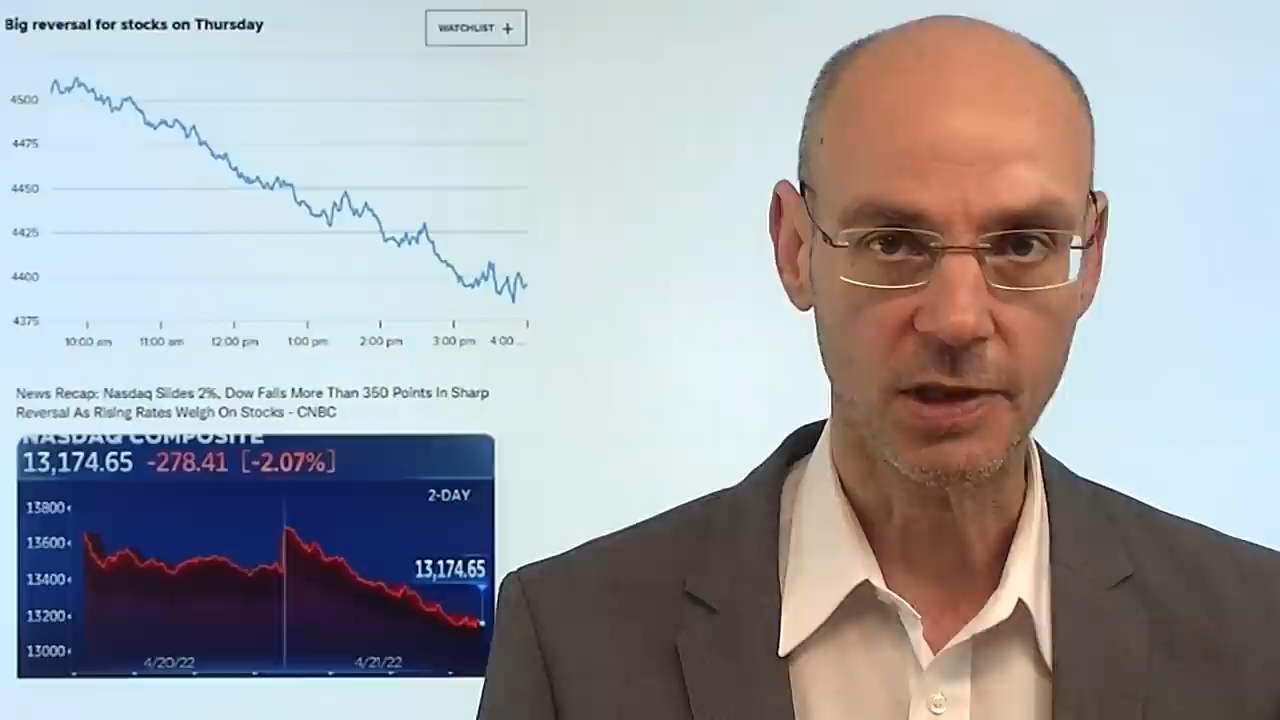 Big reversal for stocks on Thursday
WATCHLIST +
4500
4475
4450
4425
4400
4375
10:00 am 11:00 am 12:00 pm 1:00 pm 2:00 pm 3:00 pm 4:00 ...
News Recap: Nasdaq Slides 2%, Dow Falls More Than 350 Points In Sharp
Reversal As Rising Rates Weigh On Stocks - CNBC
NASDAQ COMPOSITE
13,174.65 -278.41 [-2.07%]
2-DAY
13800
13600
13,174.65
13400
13200
13000
4/20/22 4/21/22